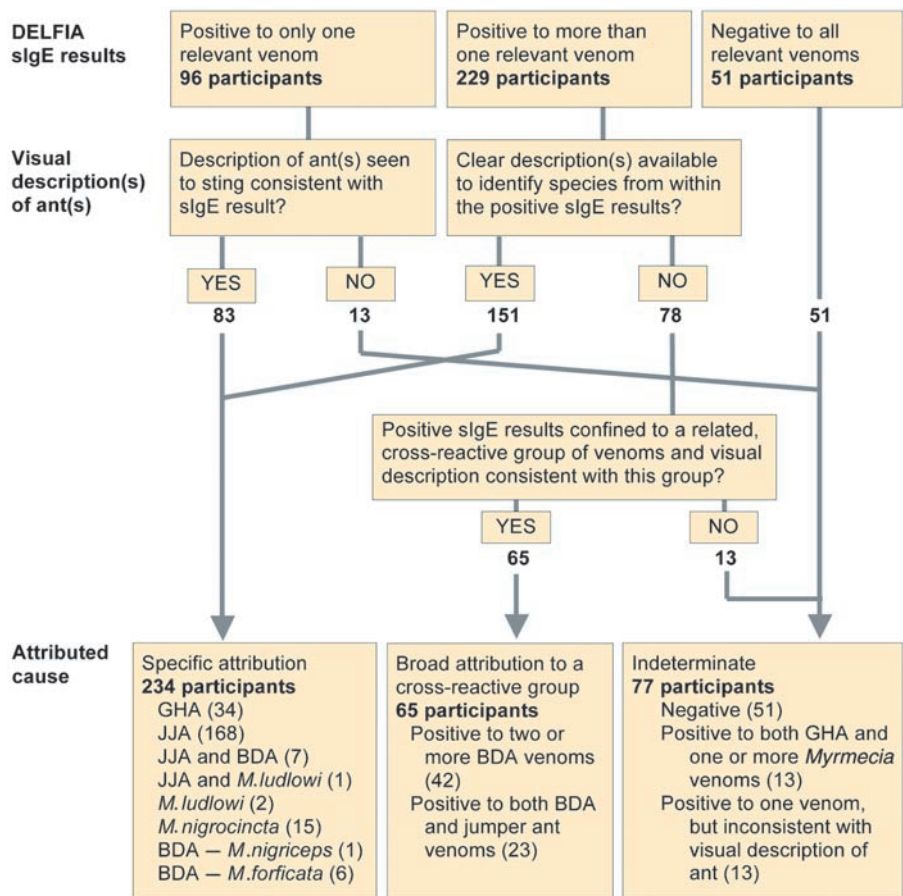 DELFIA
sIgE results
Positive to only one
relevant venom
96 participants
Positive to more than
one relevant venom
229 participants
Negative to all
relevant venoms
51 participants
Visual
description(s)
of ant(s)
Description of ant(s) seen
to sting consistent with
sIgE result?
Clear description(s) available
to identify species from within
the positive sIgE results?
YES
NO
YES
NO
83
13
151
78
51
Positive sIgE results confined to a related,
cross-reactive group of venoms and visual
description consistent with this group?
YES
NO
65
13
Attributed
cause
Specific attribution
234 participants
GHA (34)
JJA (168)
JJA and BDA (7)
JJA and M.ludlowi (1)
M.ludlowi (2)
M.nigrocincta (15)
BDA — M.nigriceps (1)
BDA — M.forficata (6)
Broad attribution to a
cross-reactive group
65 participants
Positive to two or
more BDA venoms
(42)
Positive to both BDA
and jumper ant
venoms (23)
Indeterminate
77 participants
Negative (51)
Positive to both GHA and
one or more Myrmecia
venoms (13)
Positive to one venom,
but inconsistent with
visual description of
ant (13)